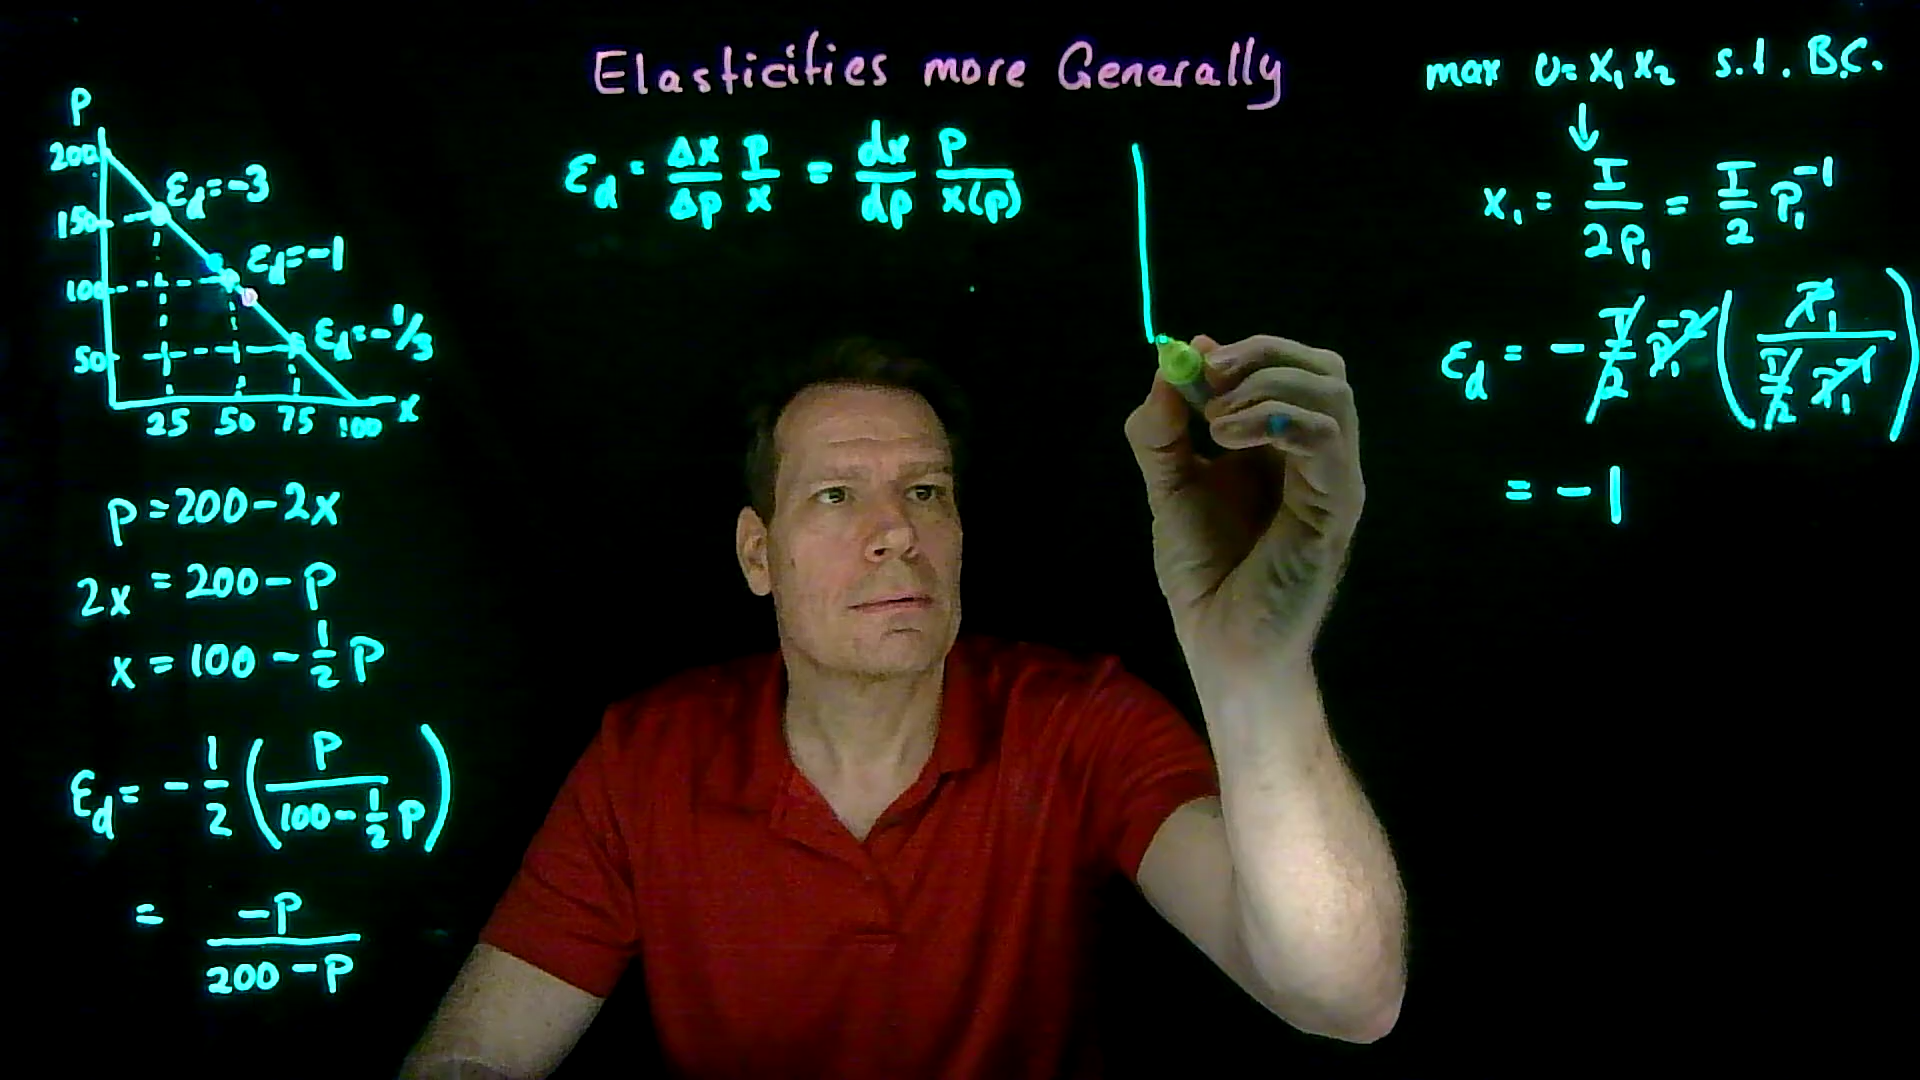 Elasticities more Generally
P
200
150
100
50
25 50 75 100 x
εd=-3
εd=-1
εd=-1/3
P=200-2x
2x=200-P
x=100-1/2P
εd=-1/2(P/(100-1/2P))
=-P/(200-P)
εd=Δx/Δp p/x=dx/dp P/x(p)
max U=X₁X₂ s.t. B.C.
↓
x₁=I/2P₁=I/2 P₁⁻¹
εd=-I/2 P₁⁻²(P₁/(I/2 P₁⁻¹))
=-1